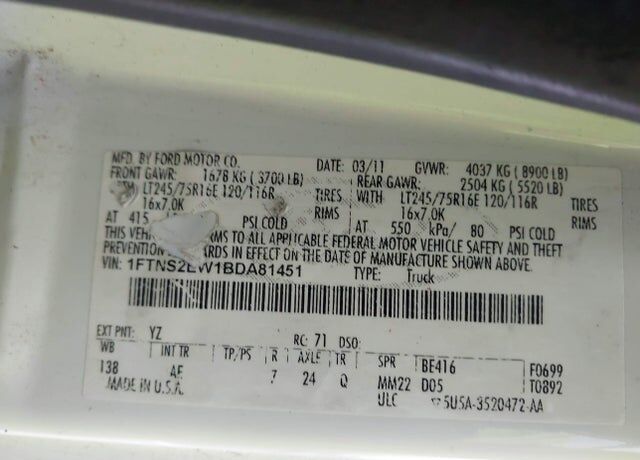 MFD. BY FORD MOTOR CO. DATE: 03/11 GVWR: 4037 KG ( 8900 LB)
FRONT GAWR: 1678 KG ( 3700 LB) REAR GAWR: 2504 KG ( 5520 LB)
LT245/75R16E 120/116R TIRES WITH LT245/75R16E 120/116R TIRES
16x7.0K RIMS 16x7.0K RIMS
AT 415 PSI COLD AT 550 kPa/ 80 PSI COLD
THIS TO ALL APPLICABLE FEDERAL MOTOR VEHICLE SAFETY AND THEFT
PREVENTION IN EFFECT ON THE DATE OF MANUFACTURE SHOWN ABOVE.
VIN: 1FTNS2EW1BDA81451 TYPE: Truck
EXT PNT: YZ RC: 71 DSO:
WB INT TR TP/PS R AXLE TR SPR BE416 F0699
138 AE 7 24 Q MM22 D05 T0892
MADE IN U.S.A. ULC 5U5A-3520472-AA